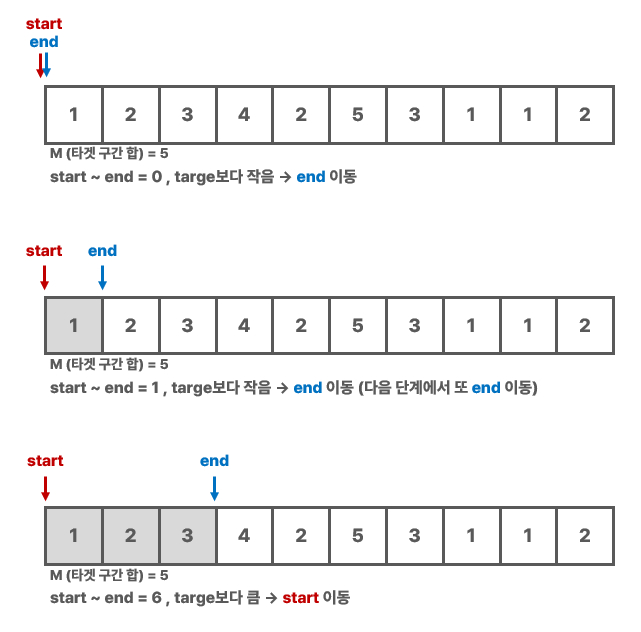 start
end
1 2 3 4 2 5 3 1 1 2
M (타겟 구간 합) = 5
start ~ end = 0 , targe보다 작음 → end 이동
start end
1 2 3 4 2 5 3 1 1 2
M (타겟 구간 합) = 5
start ~ end = 1 , targe보다 작음 → end 이동 (다음 단계에서 또 end 이동)
start end
1 2 3 4 2 5 3 1 1 2
M (타겟 구간 합) = 5
start ~ end = 6 , targe보다 큼 → start 이동